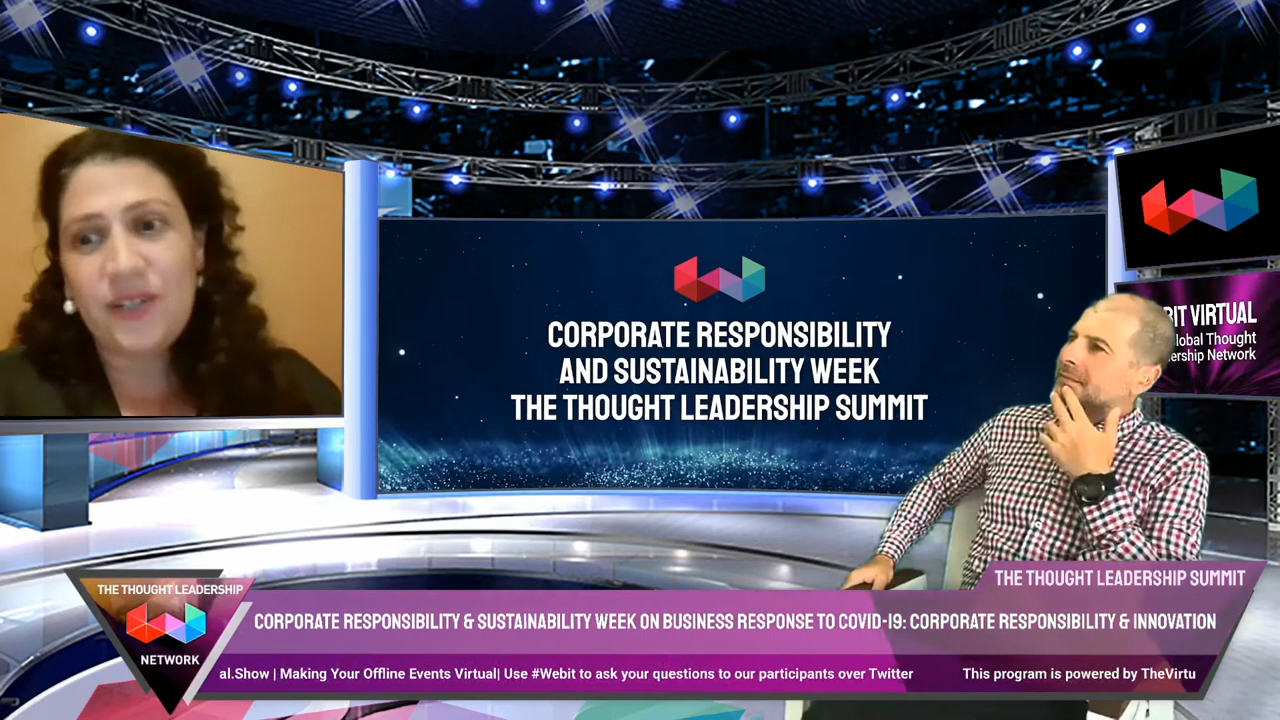 CORPORATE RESPONSIBILITY
AND SUSTAINABILITY WEEK
THE THOUGHT LEADERSHIP SUMMIT
BIT VIRTUAL
lobal Thought
ership Network
THE THOUGHT LEADERSHIP SUMMIT
THE THOUGHT LEADERSHIP
NETWORK
CORPORATE RESPONSIBILITY & SUSTAINABILITY WEEK ON BUSINESS RESPONSE TO COVID-19: CORPORATE RESPONSIBILITY & INNOVATION
al.Show | Making Your Offline Events Virtual| Use #Webit to ask your questions to our participants over Twitter This program is powered by TheVirtu